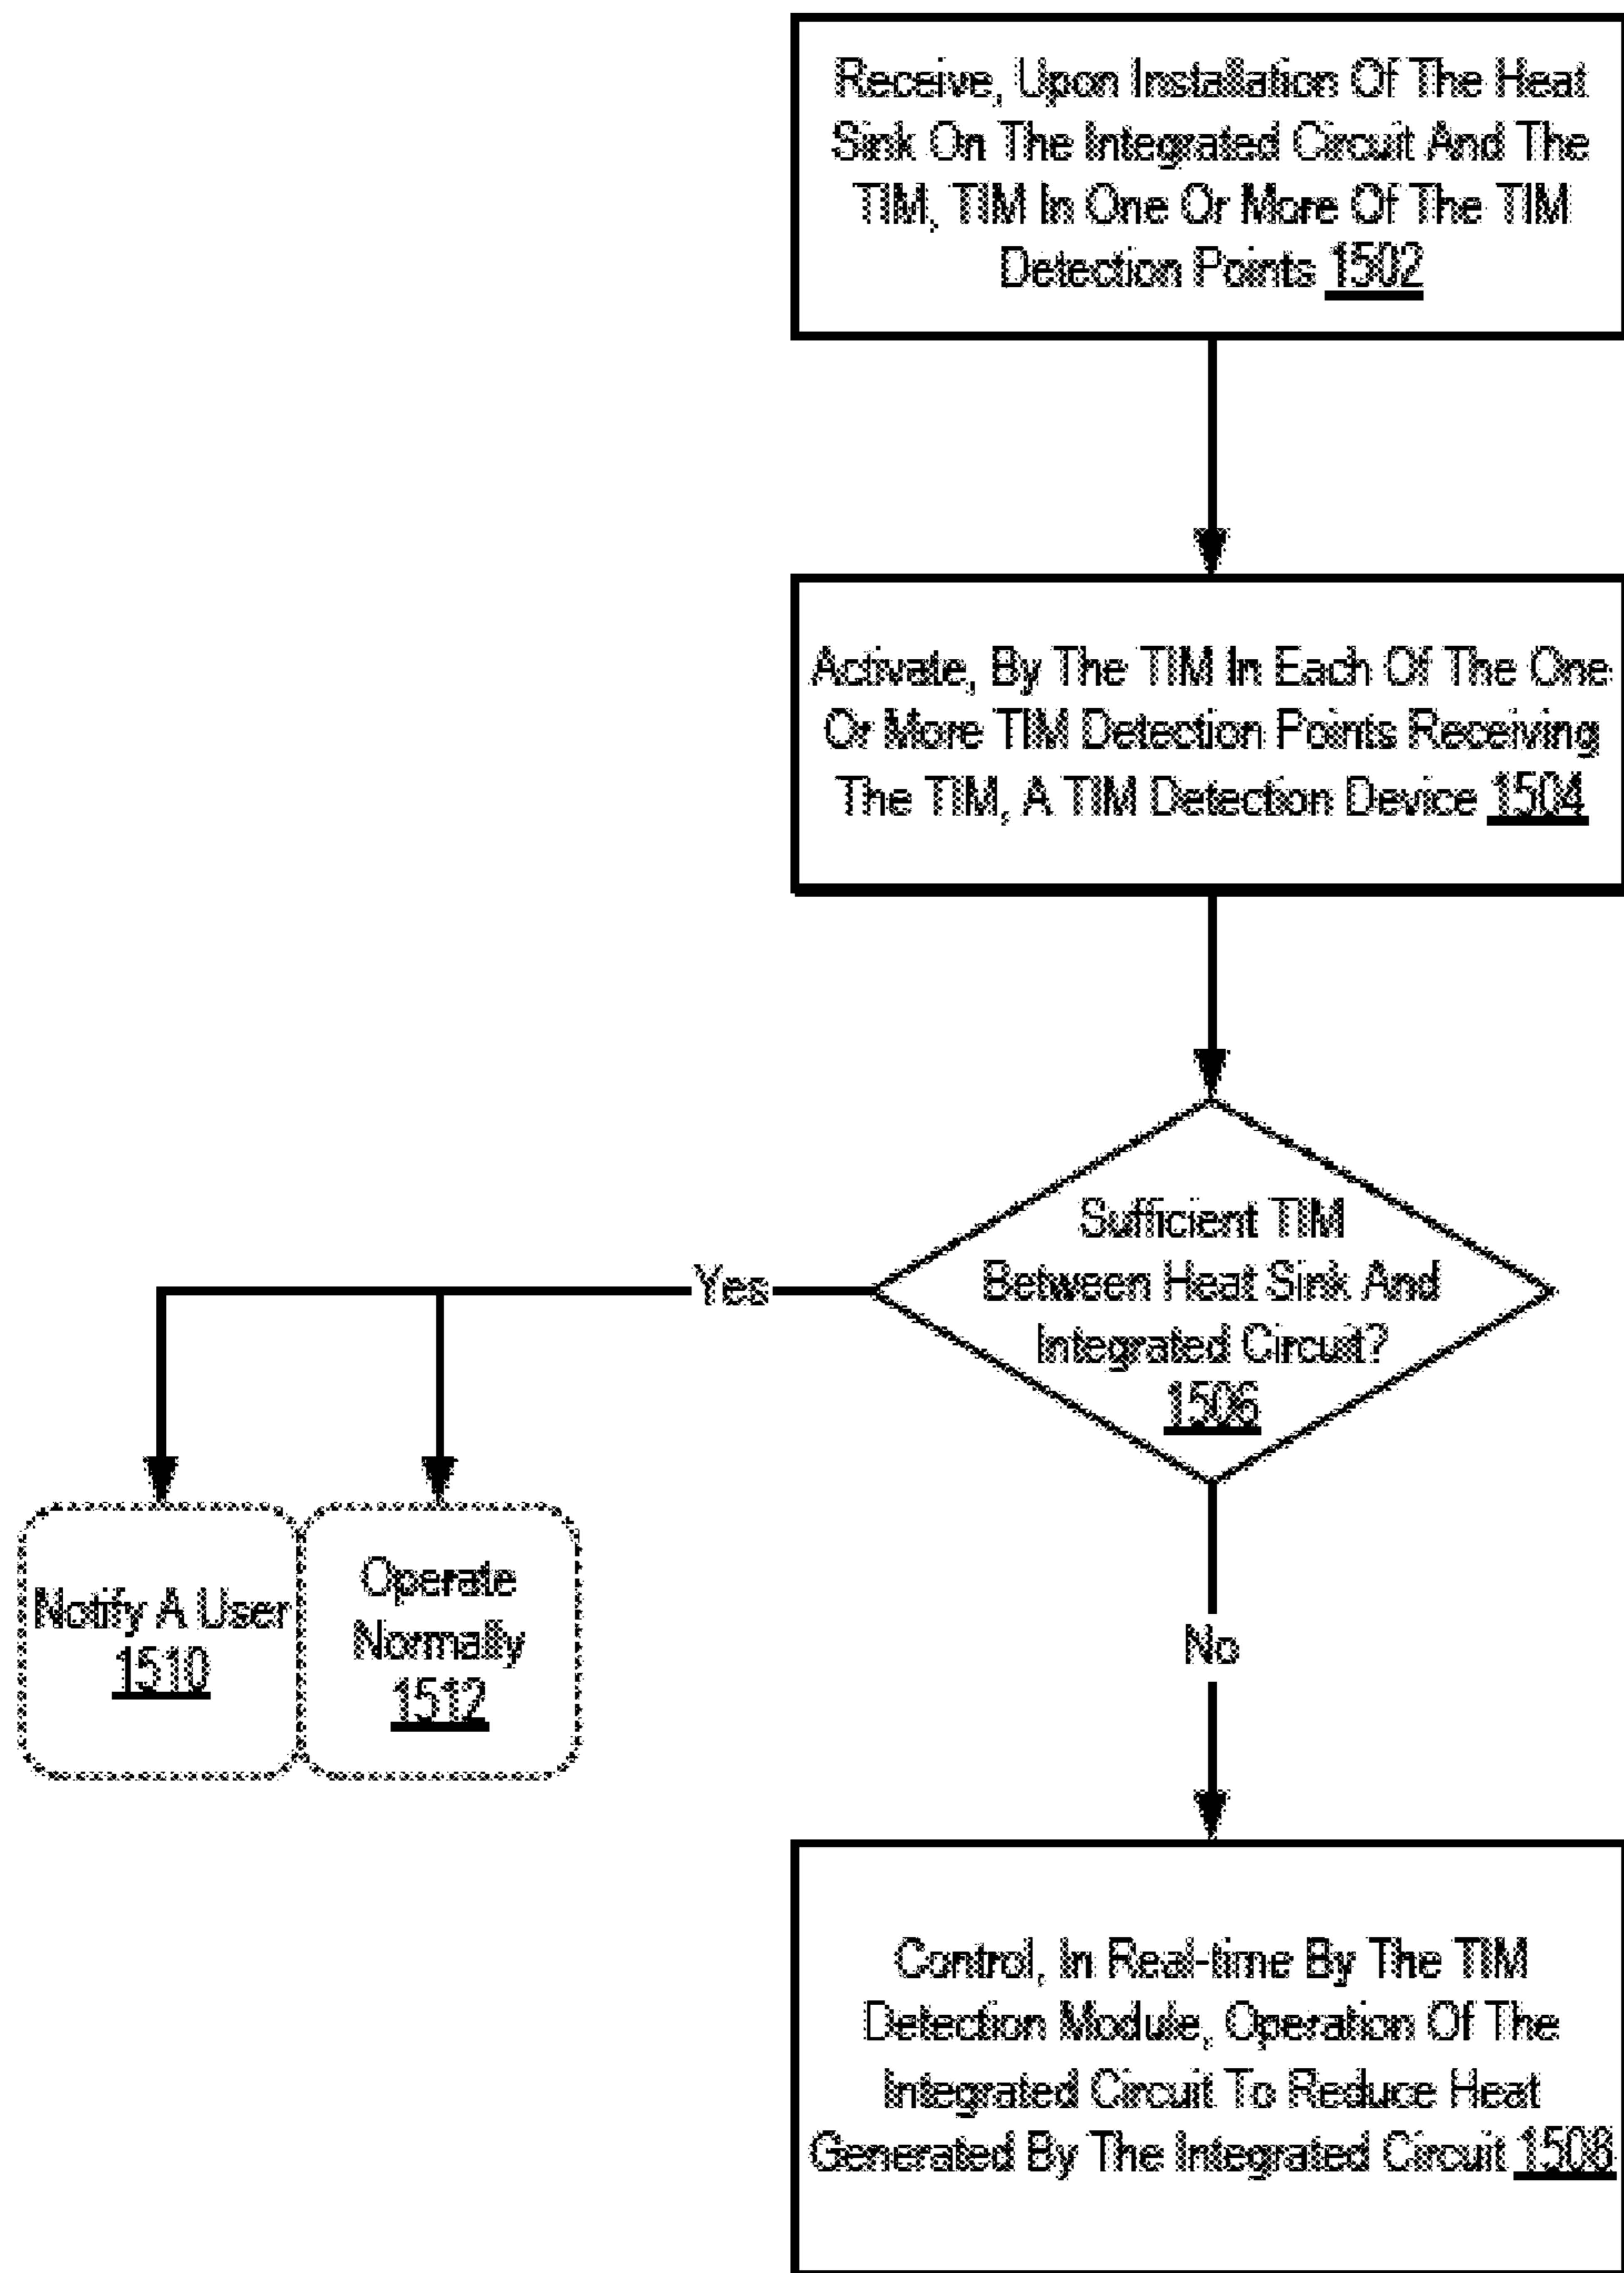 Receive, Upon Installation Of The Heat
Sink On The Integrated Circuit And The
TIM, TIM In One Or More Of The TIM
Detection Points 1502
Activate, By The TIM In Each Of The One
Or More TIM Detection Points Receiving
The TIM, A TIM Detection Device 1504
Sufficient TIM
Between Heat Sink And
Integrated Circuit?
1506
Yes
Notify A User
1510
Operate
Normally
1512
No
Control, In Real-time By The TIM
Detection Module, Operation Of The
Integrated Circuit To Reduce Heat
Generated By The Integrated Circuit 1508